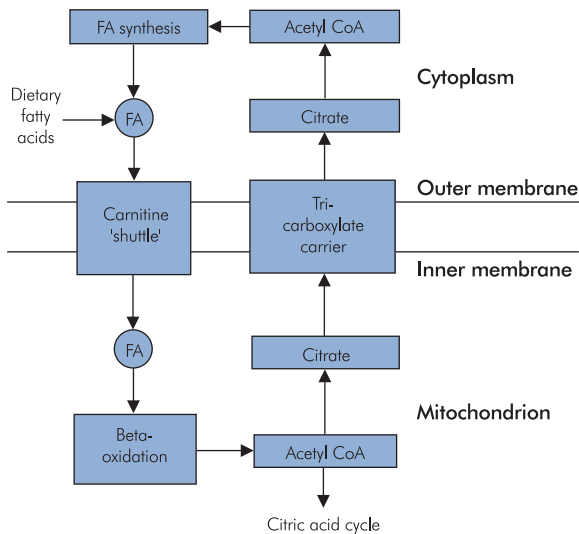 FA synthesis
Acetyl CoA
Cytoplasm
Dietary
fatty
acids
FA
Citrate
Outer membrane
Carnitine
'shuttle'
Tri-
carboxylate
carrier
Inner membrane
FA
Citrate
Mitochondrion
Beta-
oxidation
Acetyl CoA
Citric acid cycle